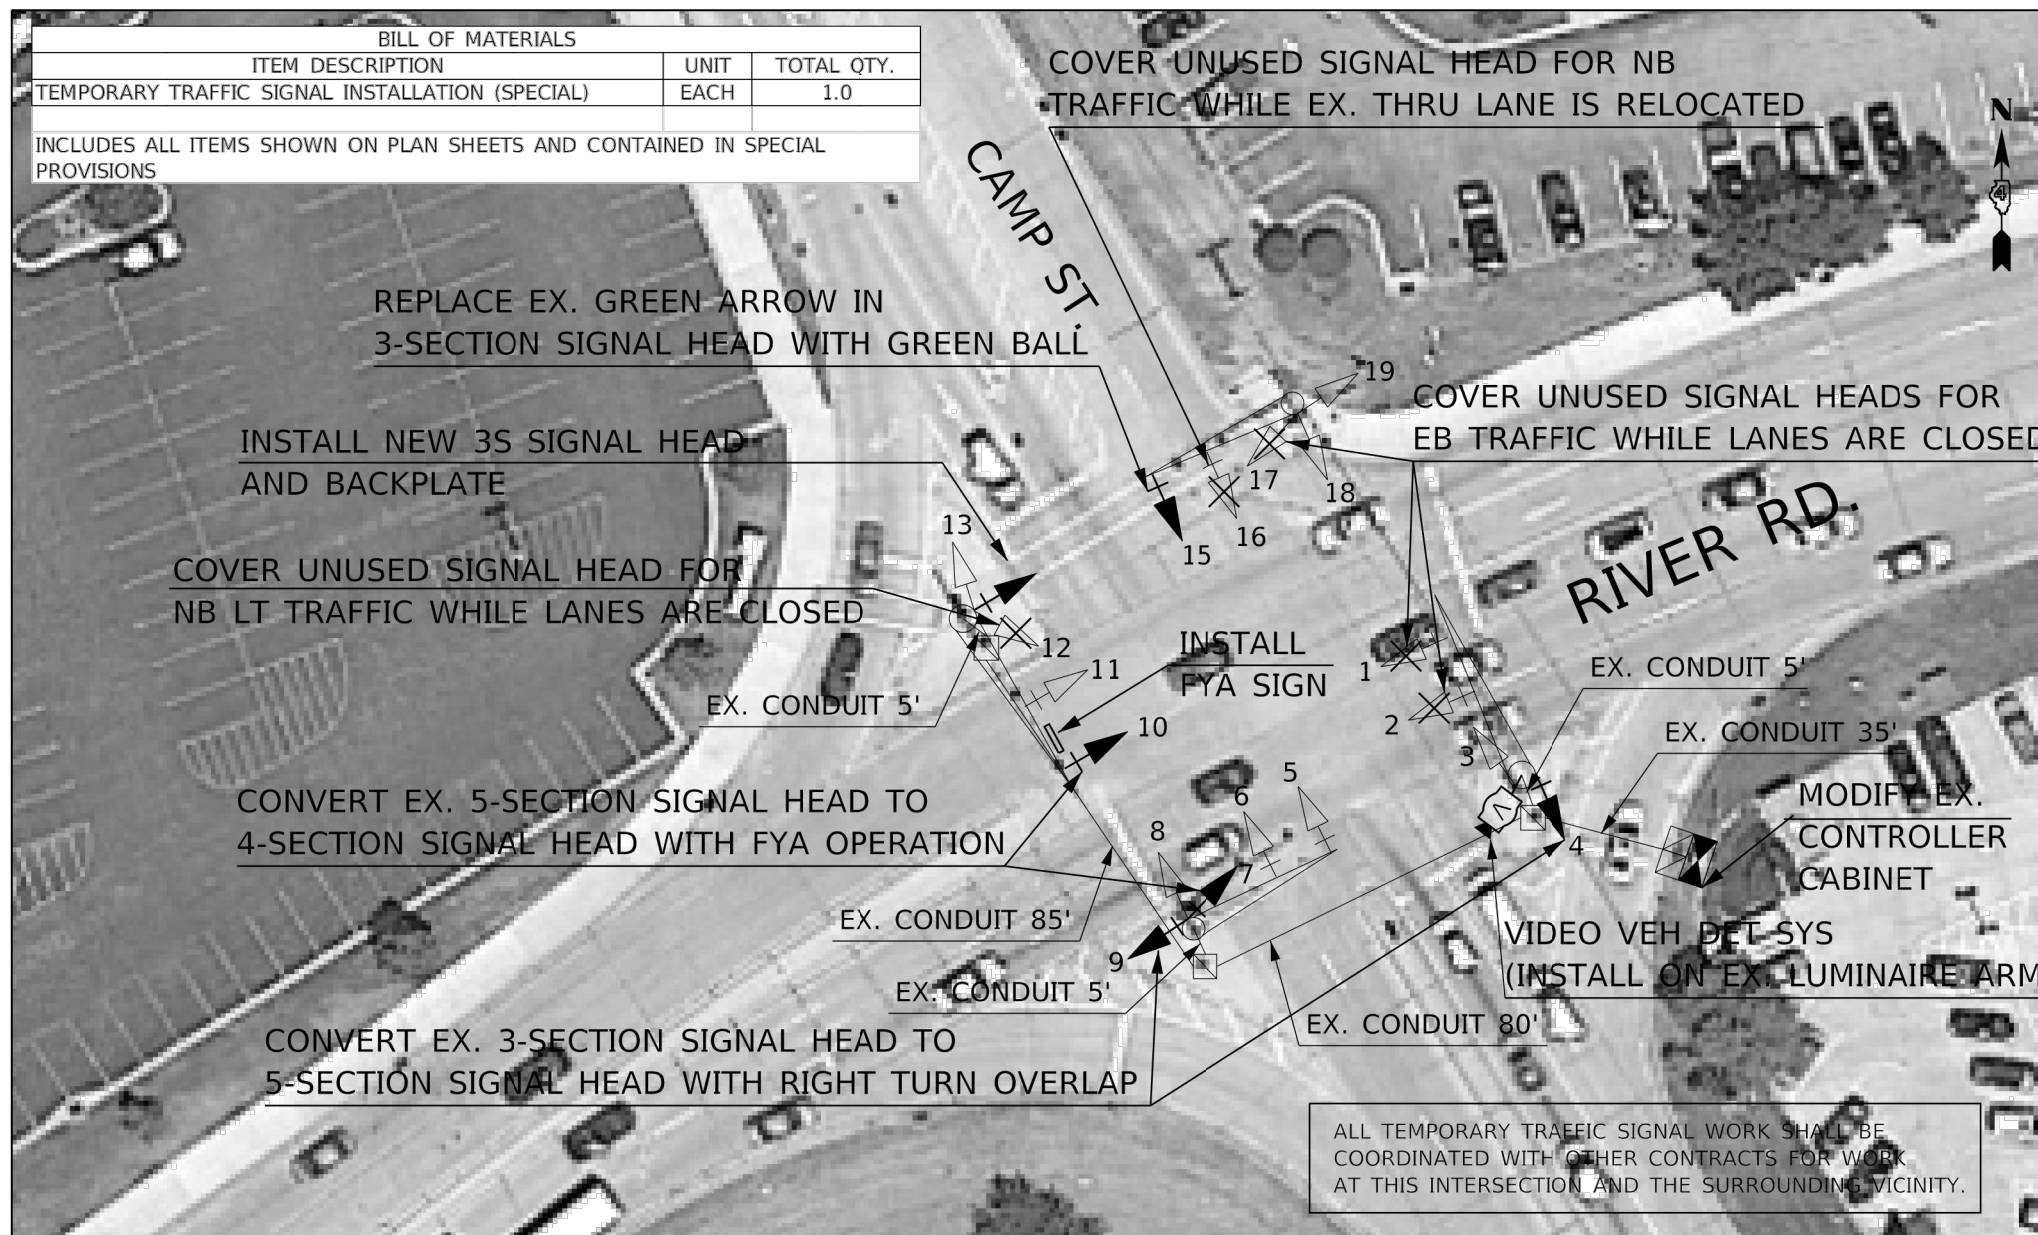 BILL OF MATERIALS
ITEM DESCRIPTION UNIT TOTAL QTY.
TEMPORARY TRAFFIC SIGNAL INSTALLATION (SPECIAL) EACH 1.0
INCLUDES ALL ITEMS SHOWN ON PLAN SHEETS AND CONTAINED IN SPECIAL
PROVISIONS
COVER UNUSED SIGNAL HEAD FOR NB
TRAFFIC WHILE EX. THRU LANE IS RELOCATED
N
4
CAMP ST.
REPLACE EX. GREEN ARROW IN
3-SECTION SIGNAL HEAD WITH GREEN BALL
19
COVER UNUSED SIGNAL HEADS FOR
EB TRAFFIC WHILE LANES ARE CLOSED
INSTALL NEW 3S SIGNAL HEAD
AND BACKPLATE
17
18
16
15
13
RIVER RD.
COVER UNUSED SIGNAL HEAD FOR
NB LT TRAFFIC WHILE LANES ARE CLOSED
12
11
INSTALL
FYA SIGN
1
2
3
EX. CONDUIT 5'
EX. CONDUIT 5'
10
EX. CONDUIT 35'
CONVERT EX. 5-SECTION SIGNAL HEAD TO
4-SECTION SIGNAL HEAD WITH FYA OPERATION
5
6
8
7
4
V
MODIFY EX.
CONTROLLER
CABINET
EX. CONDUIT 85'
9
VIDEO VEH DET SYS
(INSTALL ON EX. LUMINAIRE ARM
EX. CONDUIT 5'
EX. CONDUIT 80'
CONVERT EX. 3-SECTION SIGNAL HEAD TO
5-SECTION SIGNAL HEAD WITH RIGHT TURN OVERLAP
ALL TEMPORARY TRAFFIC SIGNAL WORK SHALL BE
COORDINATED WITH OTHER CONTRACTS FOR WORK
AT THIS INTERSECTION AND THE SURROUNDING VICINITY.